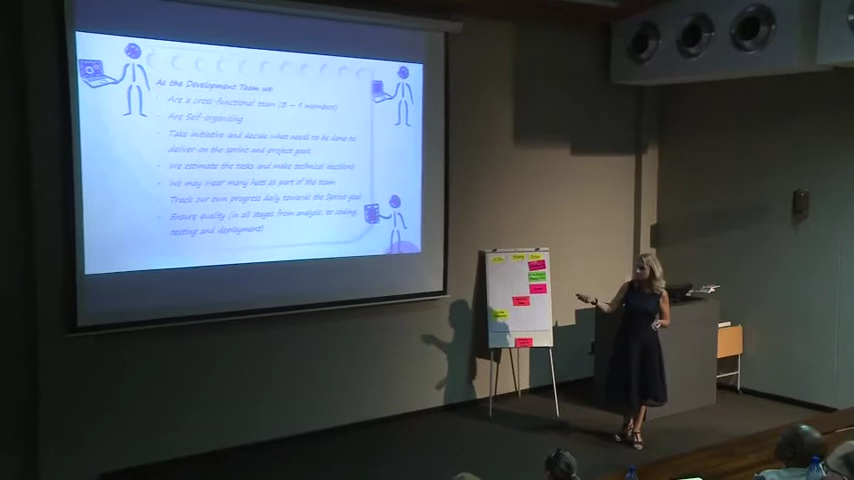 As the Development Team we:
Are a cross-functional team (3 - 9 members)
Are Self-organising
Take initiative and decide what needs to be done to
deliver on the sprint and project goals
We estimate the tasks and make technical decisions
We may wear many hats as part of the team
Track our own progress daily towards the Sprint goal
Ensure quality (in all stages from analysis, to coding,
testing and deployment)